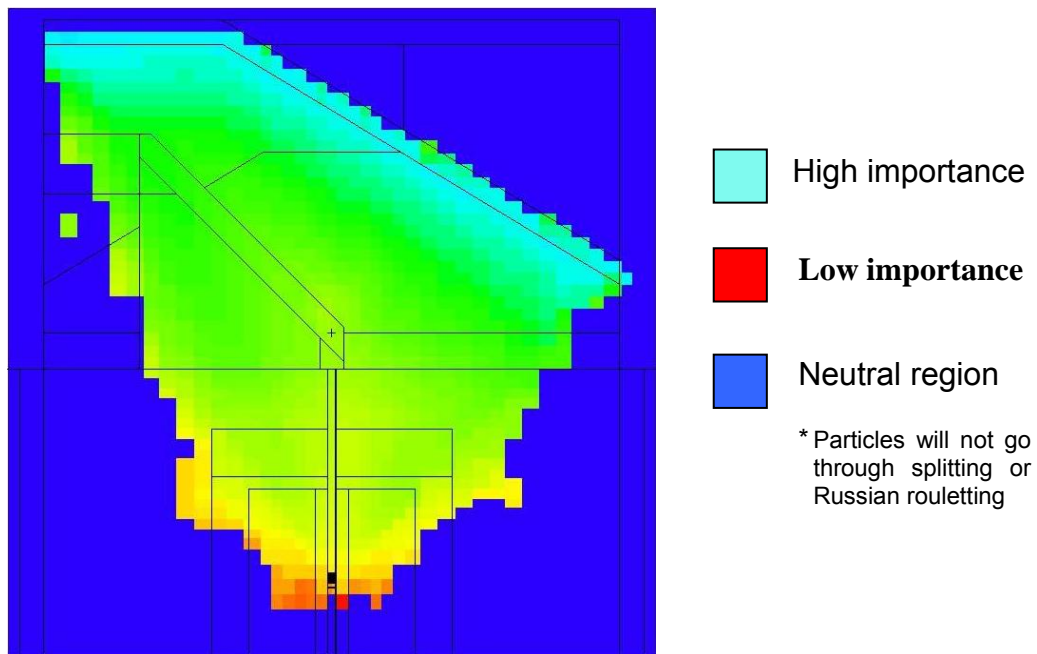 High importance
Low importance
Neutral region
* Particles will not go
through splitting or
Russian rouletting